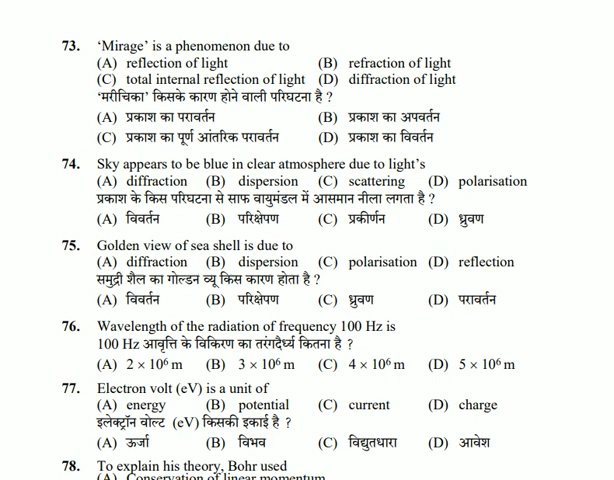 73. ‘Mirage’ is a phenomenon due to
(A) reflection of light (B) refraction of light
(C) total internal reflection of light (D) diffraction of light
‘मरीचिका’ किसके कारण होने वाली परिघटना है ?
(A) प्रकाश का परावर्तन (B) प्रकाश का अपवर्तन
(C) प्रकाश का पूर्ण आंतरिक परावर्तन (D) प्रकाश का विवर्तन
74. Sky appears to be blue in clear atmosphere due to light’s
(A) diffraction (B) dispersion (C) scattering (D) polarisation
प्रकाश के किस परिघटना से साफ वायुमंडल में आसमान नीला लगता है ?
(A) विवर्तन (B) परिक्षेपण (C) प्रकीर्णन (D) ध्रुवण
75. Golden view of sea shell is due to
(A) diffraction (B) dispersion (C) polarisation (D) reflection
समुद्री शैल का गोल्डन व्यू किस कारण होता है ?
(A) विवर्तन (B) परिक्षेपण (C) ध्रुवण (D) परावर्तन
76. Wavelength of the radiation of frequency 100 Hz is
100 Hz आवृत्ति के विकिरण का तरंगदैर्ध्य कितना है ?
(A) 2 × 10⁶ m (B) 3 × 10⁶ m (C) 4 × 10⁶ m (D) 5 × 10⁶ m
77. Electron volt (eV) is a unit of
(A) energy (B) potential (C) current (D) charge
इलेक्ट्रॉन वोल्ट (eV) किसकी इकाई है ?
(A) ऊर्जा (B) विभव (C) विद्युतधारा (D) आवेश
78. To explain his theory, Bohr used
(A) Conservation of linear momentum